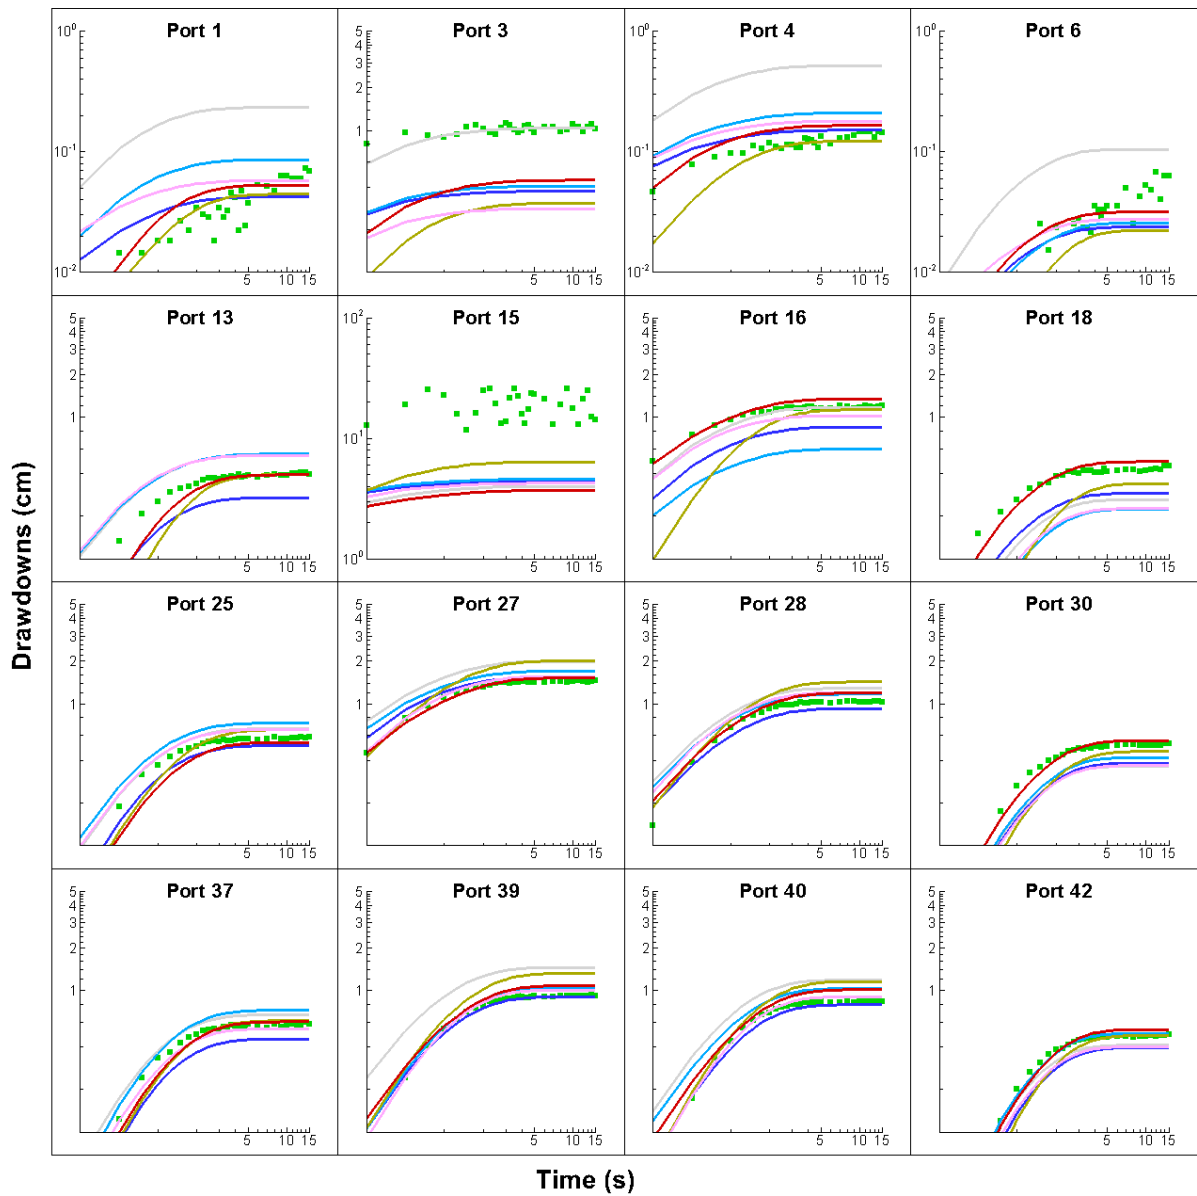 Drawdowns (cm)
Port 1
10⁰
10⁻¹
10⁻²
5 10 15
Port 3
5
4
3
2
1
5 10 15
Port 4
10⁰
10⁻¹
10⁻²
5 10 15
Port 6
10⁰
10⁻¹
10⁻²
5 10 15
Port 13
5
4
3
2
1
5 10 15
Port 15
10²
10¹
10⁰
5 10 15
Port 16
5
4
3
2
1
5 10 15
Port 18
5
4
3
2
1
5 10 15
Port 25
5
4
3
2
1
5 10 15
Port 27
5
4
3
2
1
5 10 15
Port 28
5
4
3
2
1
5 10 15
Port 30
5
4
3
2
1
5 10 15
Port 37
5
4
3
2
1
5 10 15
Port 39
5
4
3
2
1
5 10 15
Port 40
5
4
3
2
1
5 10 15
Port 42
5
4
3
2
1
5 10 15
Time (s)